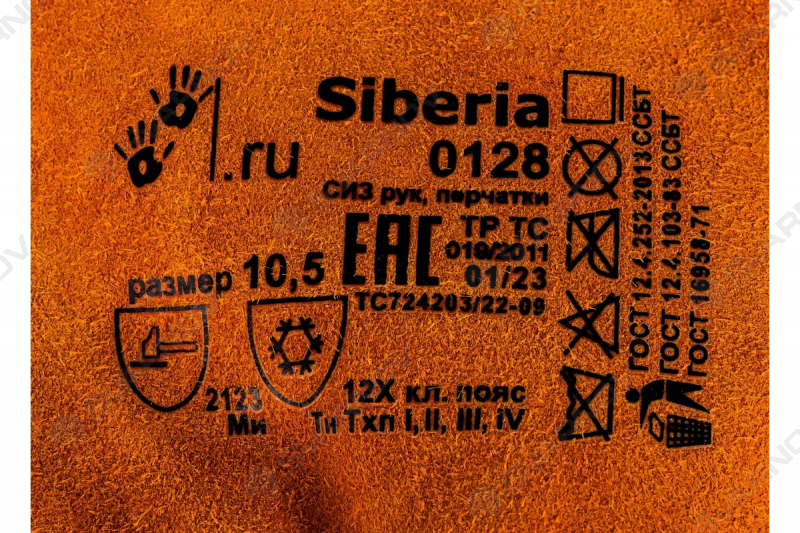 Siberia
.ru
0128
СИЗ рук, перчатки
ЕАС
ТР ТС
019/2011
01/23
размер 10,5
ТС724203/22-09
2123
Ми
12Х кл. пояс
Тн Тхп I, II, III, IV
ГОСТ 12.4.252-2013 ССБТ
ГОСТ 12.4.103-83 ССБТ
ГОСТ 16958-71